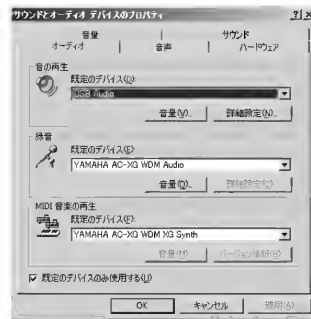 サウンドとオーディオ デバイスのプロパティ ? ×
音量 サウンド
オーディオ 音声 ハードウェア
音の再生
既定のデバイス(D):
USB Audio
音量(V)... 詳細設定(N)...
録音
既定のデバイス(E):
YAMAHA AC-XG WDM Audio
音量(O)... 詳細設定(C)
MIDI 音楽の再生
既定のデバイス(F):
YAMAHA AC-XG WDM XG Synth
音量(M) バージョン情報(B)
既定のデバイスのみ使用する(U)
OK キャンセル 適用(A)